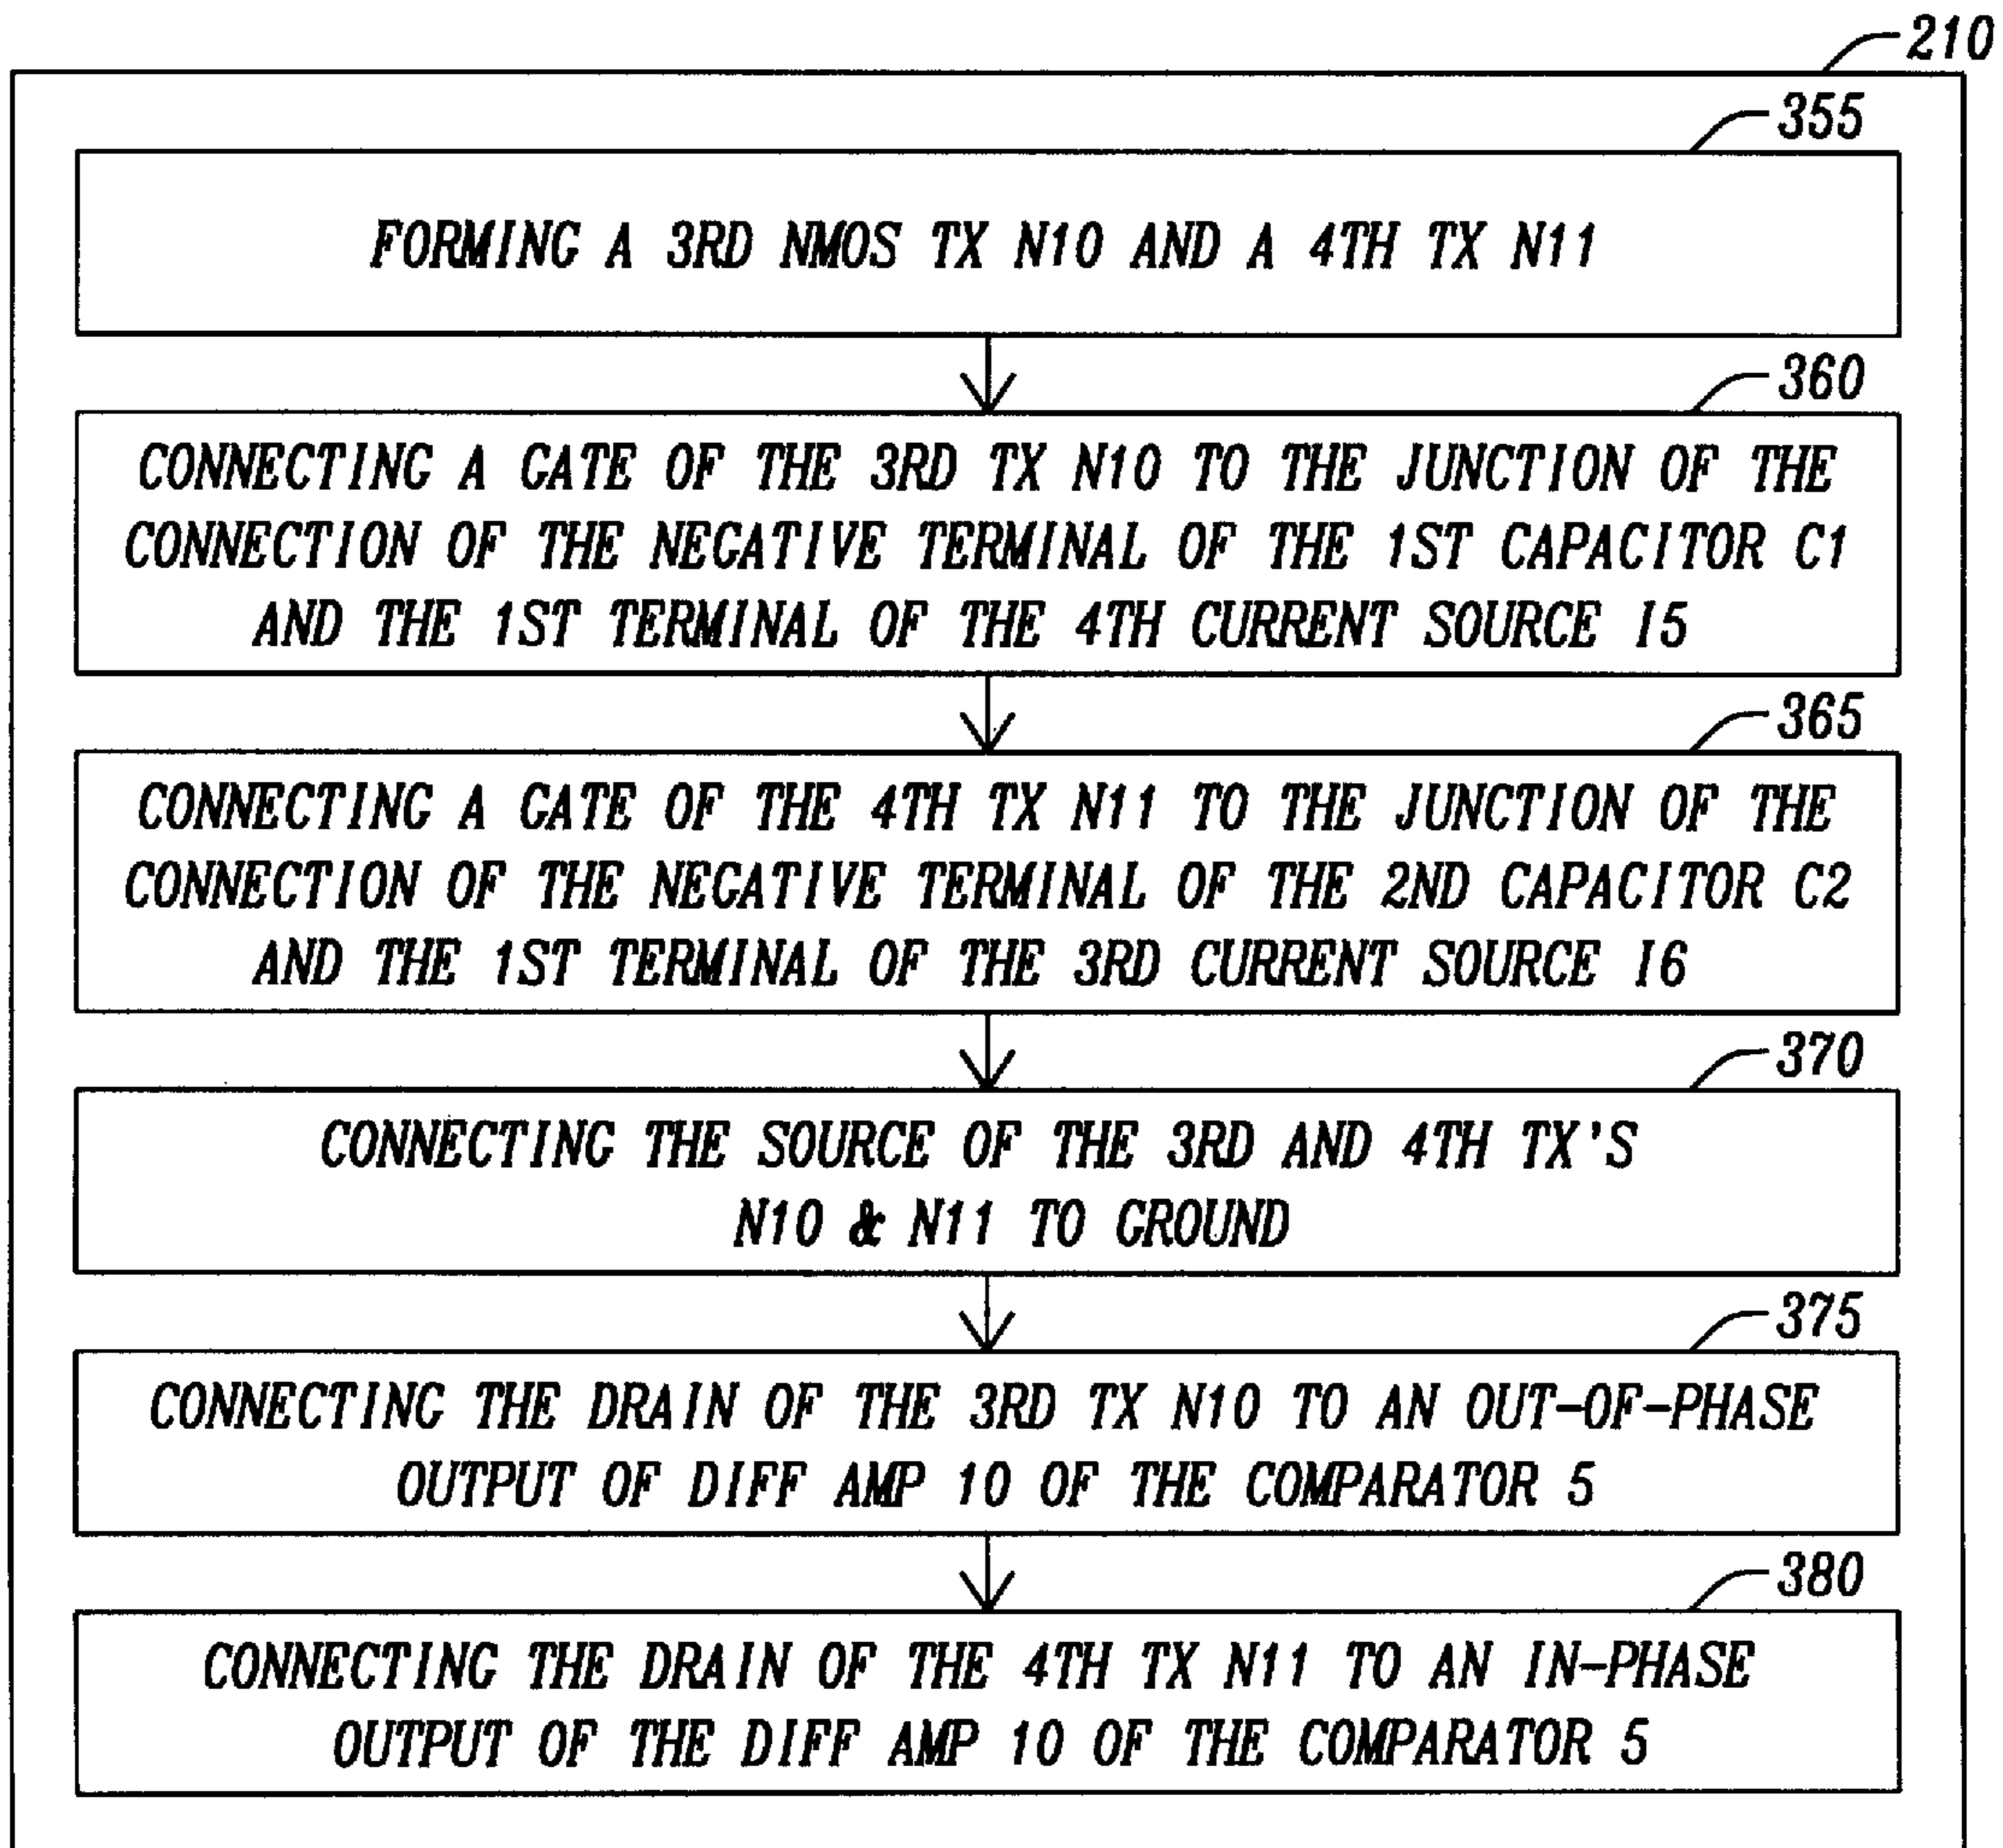 210
355
FORMING A 3RD NMOS TX N10 AND A 4TH TX N11
360
CONNECTING A GATE OF THE 3RD TX N10 TO THE JUNCTION OF THE
CONNECTION OF THE NEGATIVE TERMINAL OF THE 1ST CAPACITOR C1
AND THE 1ST TERMINAL OF THE 4TH CURRENT SOURCE I5
365
CONNECTING A GATE OF THE 4TH TX N11 TO THE JUNCTION OF THE
CONNECTION OF THE NEGATIVE TERMINAL OF THE 2ND CAPACITOR C2
AND THE 1ST TERMINAL OF THE 3RD CURRENT SOURCE I6
370
CONNECTING THE SOURCE OF THE 3RD AND 4TH TX'S
N10 & N11 TO GROUND
375
CONNECTING THE DRAIN OF THE 3RD TX N10 TO AN OUT-OF-PHASE
OUTPUT OF DIFF AMP 10 OF THE COMPARATOR 5
380
CONNECTING THE DRAIN OF THE 4TH TX N11 TO AN IN-PHASE
OUTPUT OF THE DIFF AMP 10 OF THE COMPARATOR 5